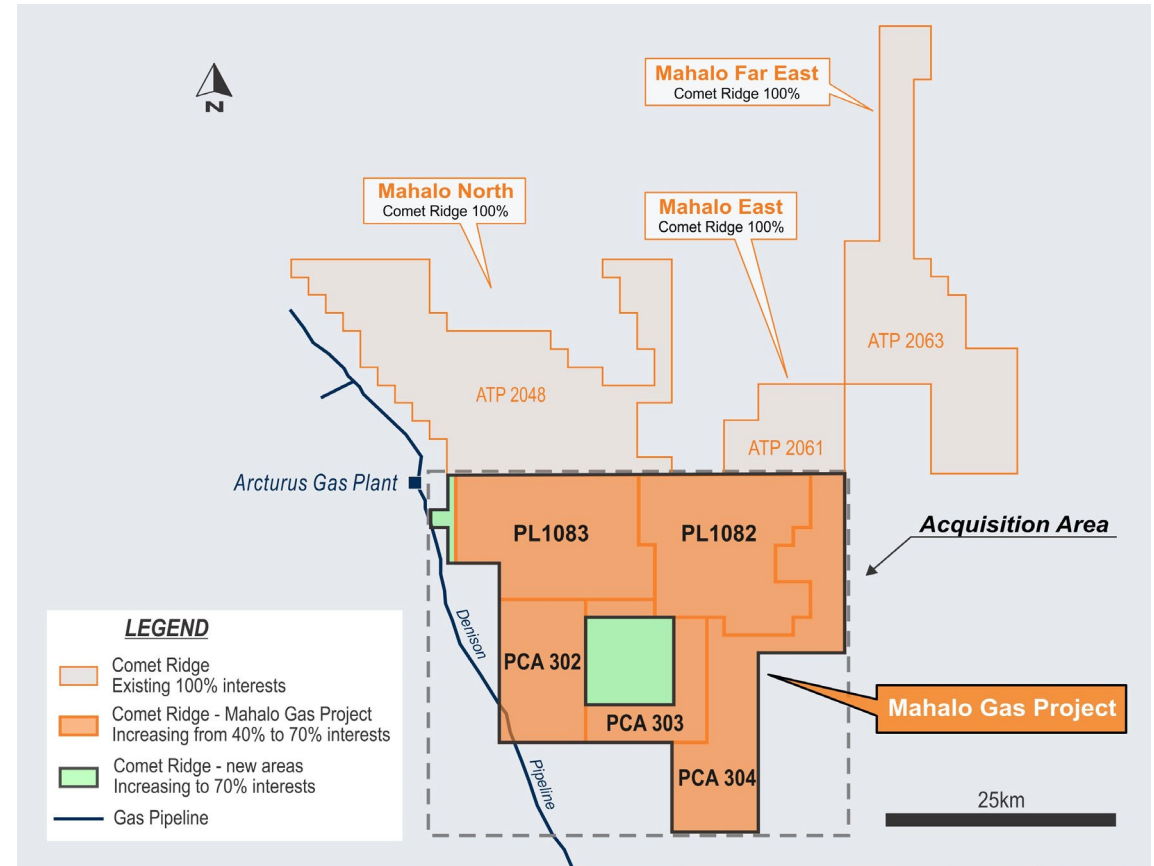 Mahalo Far East
Comet Ridge 100%
N
Mahalo North
Comet Ridge 100%
Mahalo East
Comet Ridge 100%
ATP 2063
ATP 2048
ATP 2061
Arcturus Gas Plant
Acquisition Area
PL1083
PL1082
Denison
PCA 302
PCA 303
Mahalo Gas Project
PCA 304
Pipeline
25km
LEGEND
Comet Ridge
Existing 100% interests
Comet Ridge - Mahalo Gas Project
Increasing from 40% to 70% interests
Comet Ridge - new areas
Increasing to 70% interests
Gas Pipeline